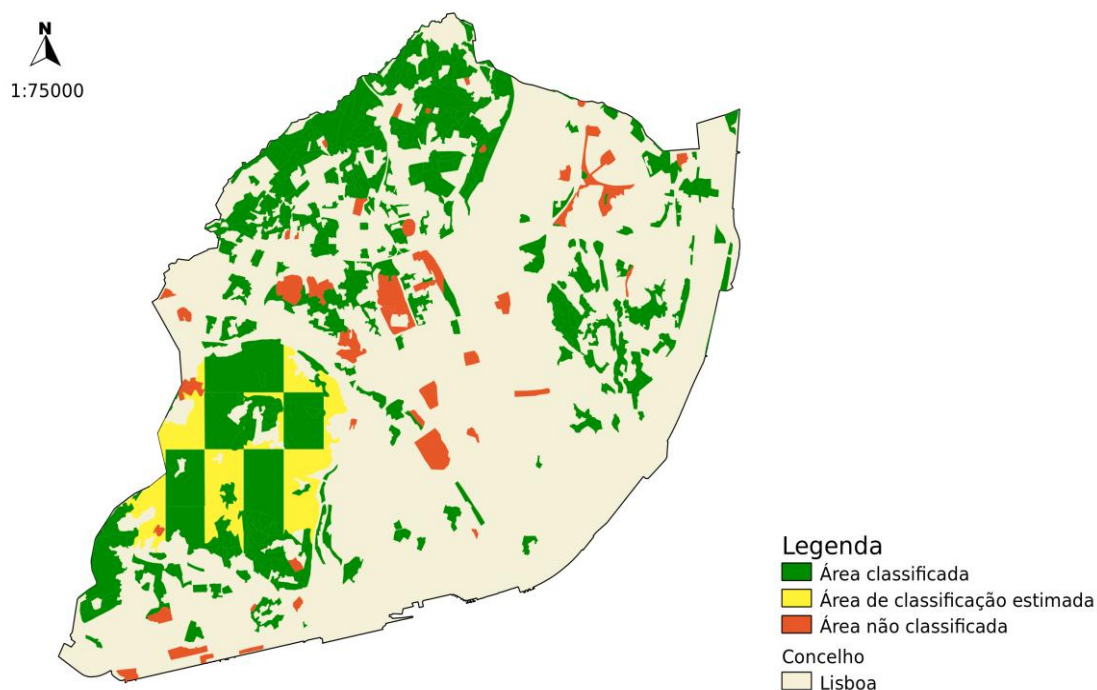 N
1:75000
Legenda
Área classificada
Área de classificação estimada
Área não classificada
Concelho
Lisboa